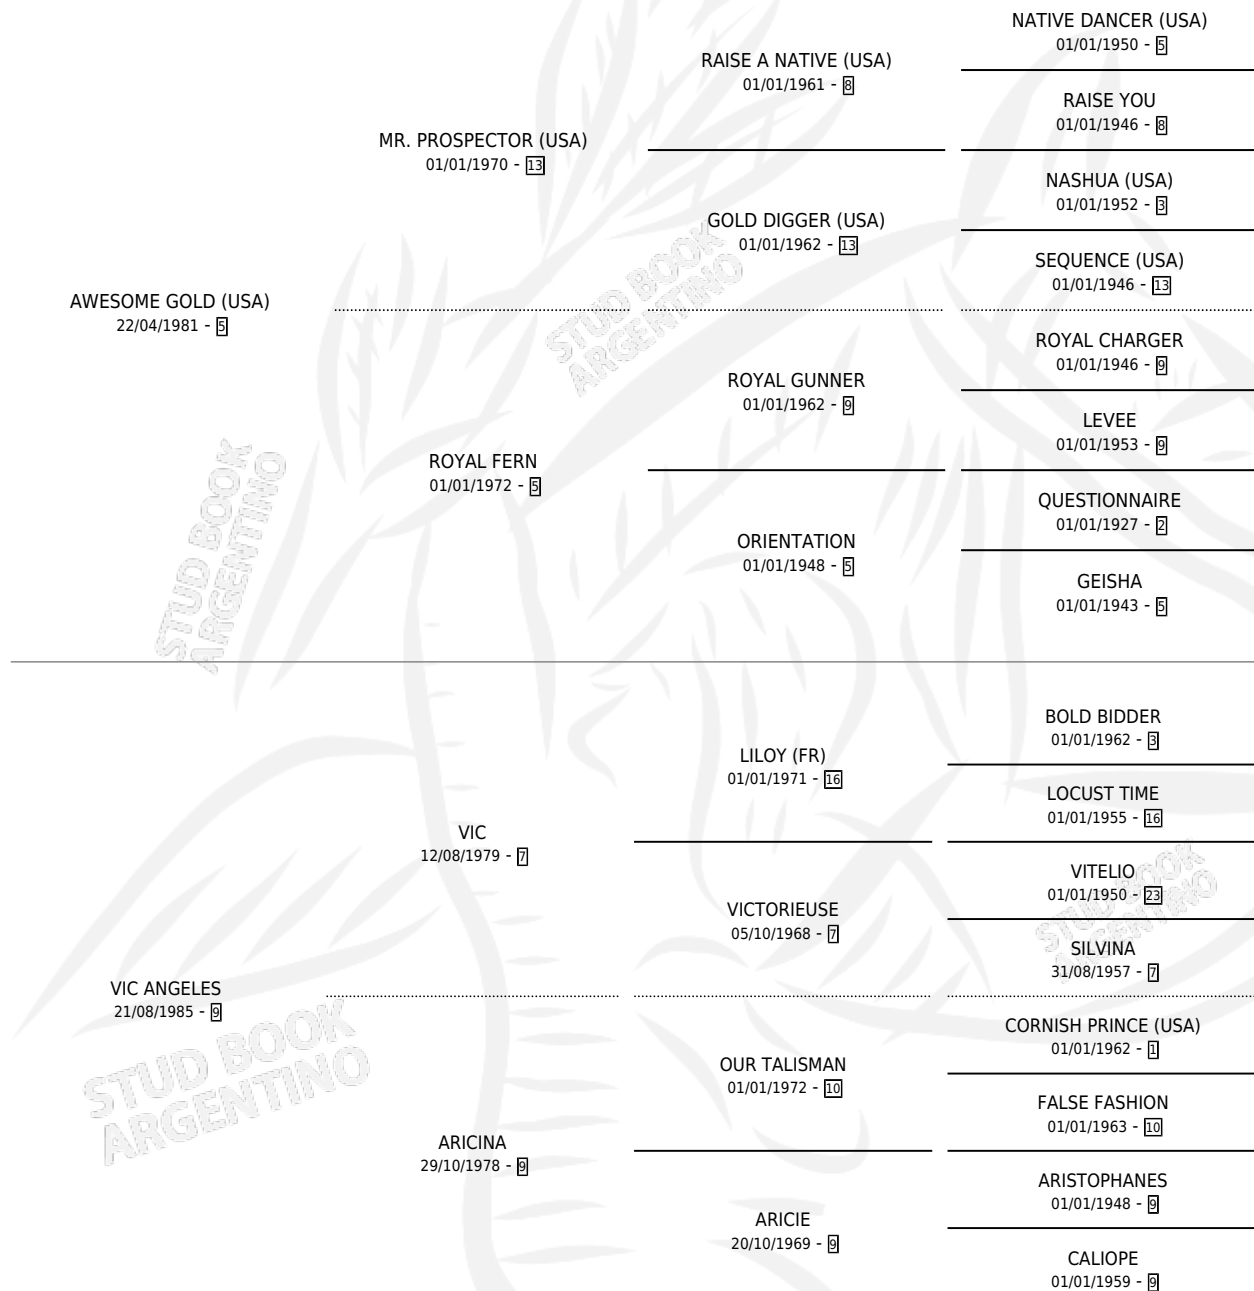 NATIVE DANCER (USA)
01/01/1950 - 5
RAISE A NATIVE (USA)
01/01/1961 - 8
RAISE YOU
01/01/1946 - 8
MR. PROSPECTOR (USA)
01/01/1970 - 13
NASHUA (USA)
01/01/1952 - 3
GOLD DIGGER (USA)
01/01/1962 - 13
SEQUENCE (USA)
01/01/1946 - 13
AWESOME GOLD (USA)
22/04/1981 - 5
STUD BOOK
ARGENTINO
ROYAL CHARGER
01/01/1946 - 9
ROYAL GUNNER
01/01/1962 - 9
LEVEE
01/01/1953 - 9
ROYAL FERN
01/01/1972 - 5
QUESTIONNAIRE
01/01/1927 - 2
ORIENTATION
01/01/1948 - 5
GEISHA
01/01/1943 - 5
STUD BOOK
ARGENTINO
BOLD BIDDER
01/01/1962 - 3
LILOY (FR)
01/01/1971 - 16
LOCUST TIME
01/01/1955 - 16
VIC
12/08/1979 - 7
VITELIO
01/01/1950 - 23
VICTORIEUSE
05/10/1968 - 7
SILVINA
31/08/1957 - 7
STUD BOOK
ARGENTINO
VIC ANGELES
21/08/1985 - 9
CORNISH PRINCE (USA)
01/01/1962 - 1
OUR TALISMAN
01/01/1972 - 10
FALSE FASHION
01/01/1963 - 10
STUD BOOK
ARGENTINO
ARICINA
29/10/1978 - 9
ARISTOPHANES
01/01/1948 - 9
ARICIE
20/10/1969 - 9
CALIOPE
01/01/1959 - 9